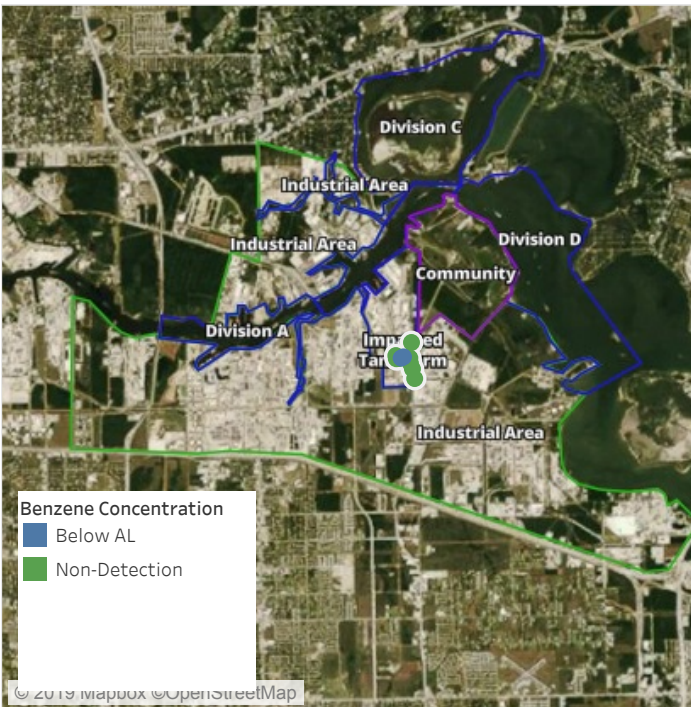 Division C
Industrial Area
Industrial Area
Division D
Community
Division A
Industrial Area
Benzene Concentration
Below AL
Non-Detection
© 2019 Mapbox ©OpenStreetMap